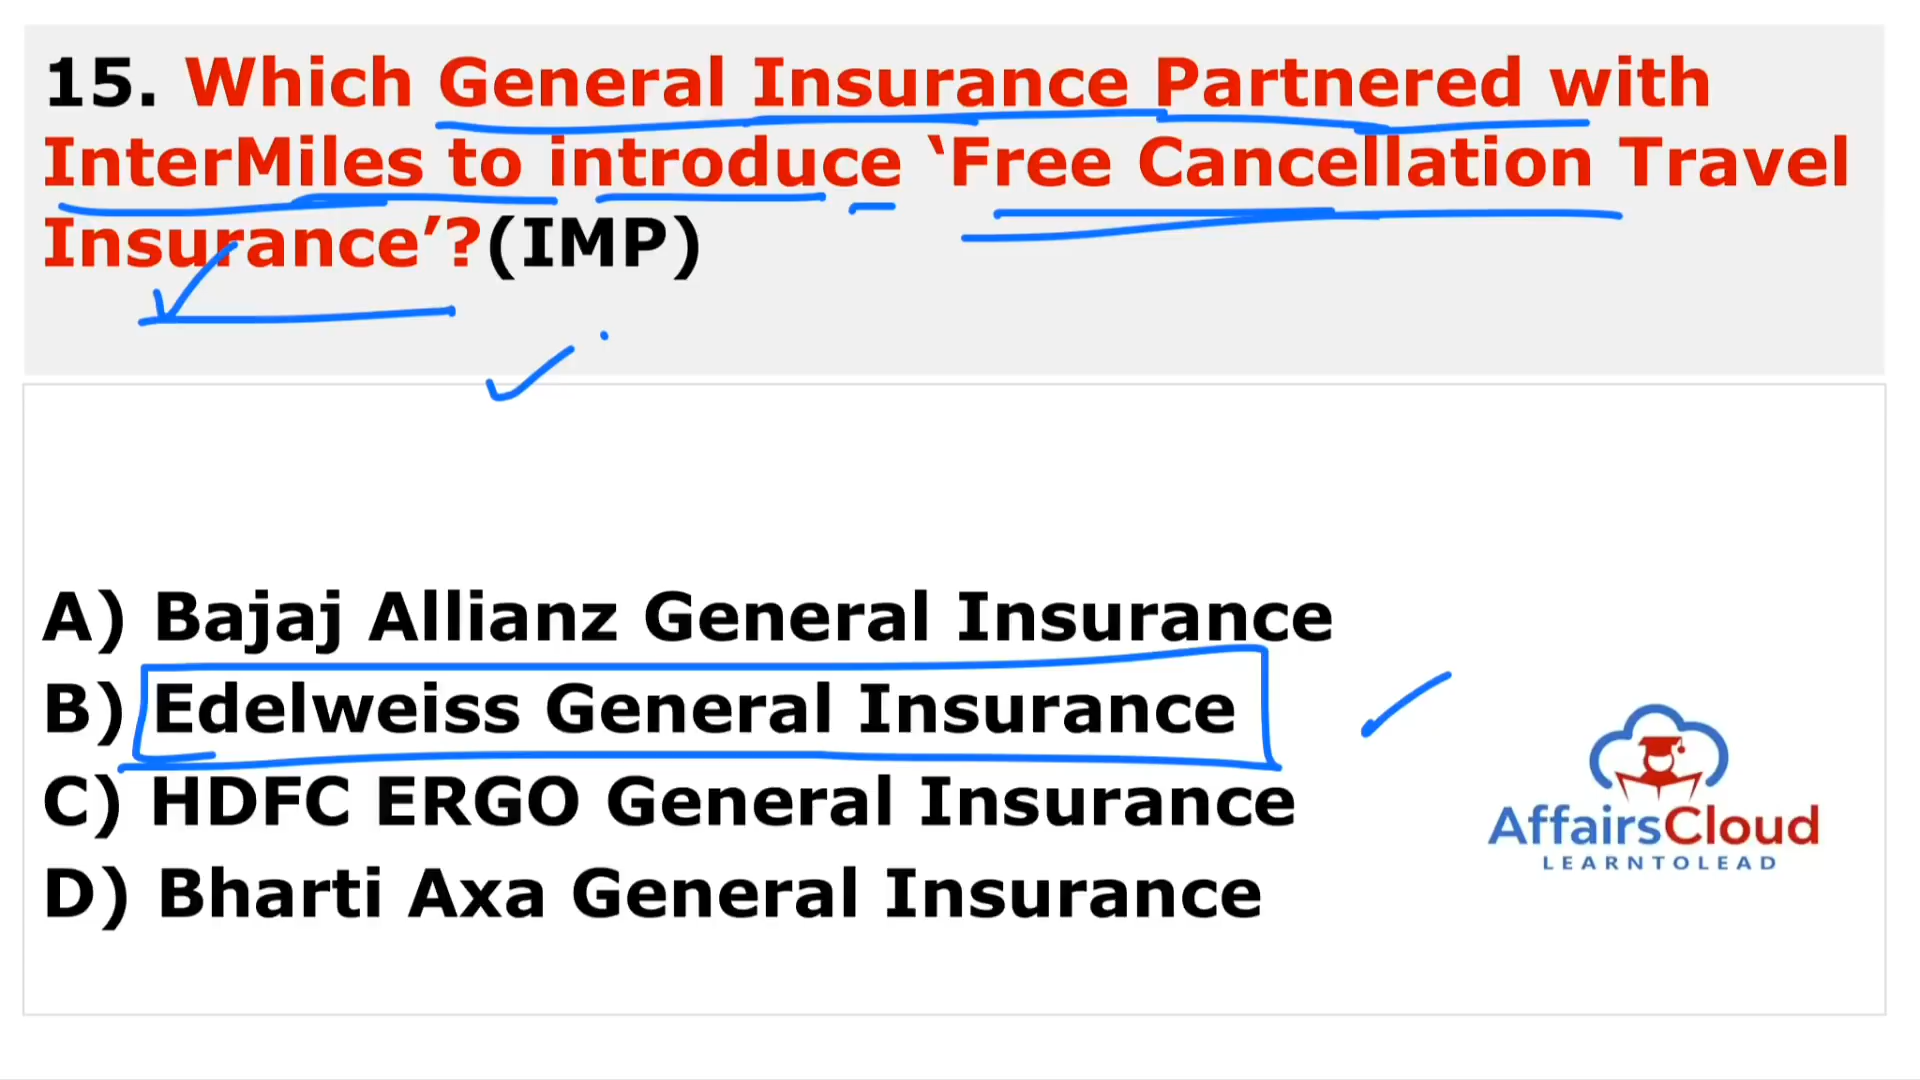 15. Which General Insurance Partnered with
InterMiles to introduce ‘Free Cancellation Travel
Insurance’?(IMP)
A) Bajaj Allianz General Insurance
B) Edelweiss General Insurance
C) HDFC ERGO General Insurance
D) Bharti Axa General Insurance
AffairsCloud
LEARNTOLEAD